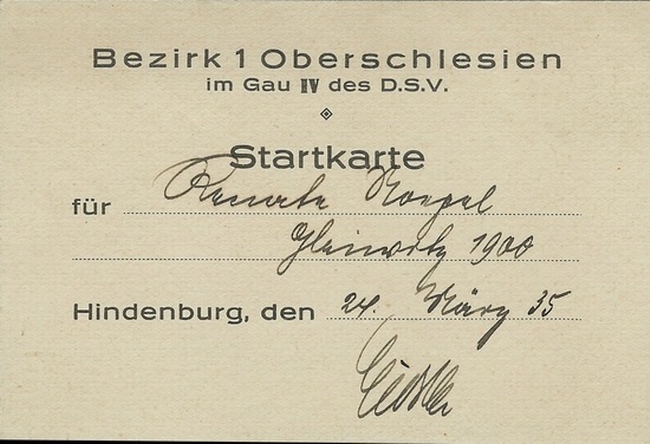 Bezirk 1 Oberschlesien
im Gau IV des D.S.V.
Startkarte
für Renate
Gleiwitz 1900
Hindenburg, den 24. März 35